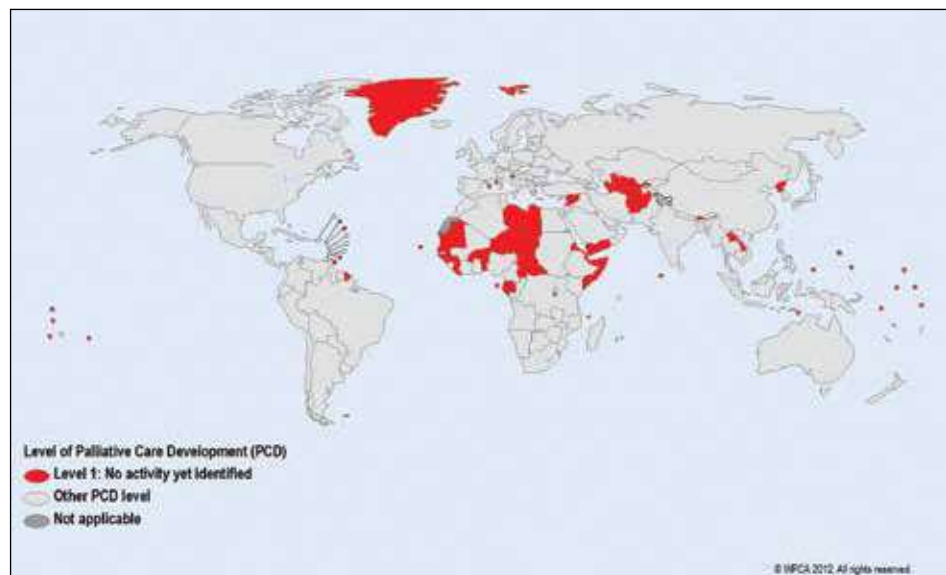 Level of Palliative Care Development (PCD)
Level 1: No activity yet identified
Other PCD level
Not applicable
© WPCA 2012. All rights reserved.